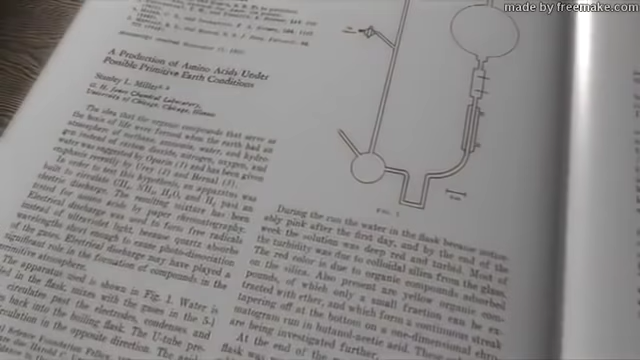 made by www.freemake.com
A Production of Amino Acids Under
Possible Primitive Earth Conditions
Stanley L. Miller
G. H. Jones Chemical Laboratory,
University of Chicago, Chicago, Illinois
The idea that the organic compounds that serve as
the basis of life were formed when the earth had an
atmosphere of methane, ammonia, water, and hydro-
gen instead of carbon dioxide, nitrogen, oxygen, and
water was suggested by Oparin (1) and has been given
emphasis recently by Urey (2) and Bernal (3).
In order to test this hypothesis, an apparatus was
built to circulate CH4, NH3, H2O, and H2 past an
electric discharge. The resulting mixture has been
tested for amino acids by paper chromatography.
Electrical discharge was used to form free radicals
instead of ultraviolet light, because quartz absorbs
wavelengths short enough to cause photo-dissociation
of the gases. Electrical discharge may have played a
significant role in the formation of compounds in the
primitive atmosphere.
The apparatus used is shown in Fig. 1. Water is
in the flask, mixes with the gases in the 5-l
circulates past the electrodes, condenses and
back into the boiling flask. The U-tube pre-
circulation in the opposite direction. The
FIG. 1
During the run the water in the flask became notice-
ably pink after the first day, and by the end of the
week the solution was deep red and turbid. Most of
the turbidity was due to colloidal silica from the glass.
The red color is due to organic compounds adsorbed
on the silica. Also present are yellow organic com-
pounds, of which only a small fraction can be ex-
tracted with ether, and which form a continuous streak
tapering off at the bottom on a one-dimensional chro-
matogram run in butanol-acetic acid. These
are being investigated further.
At the end of the
flask was